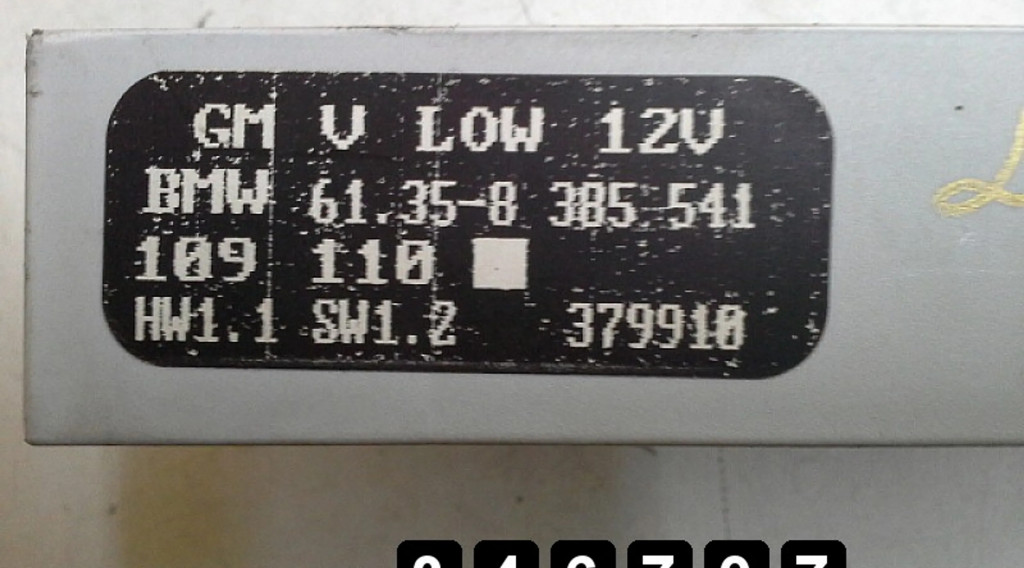 GM V LOW 12V
BMW 61.35-8 385 541
109 110
HW1.1 SW1.2 379910